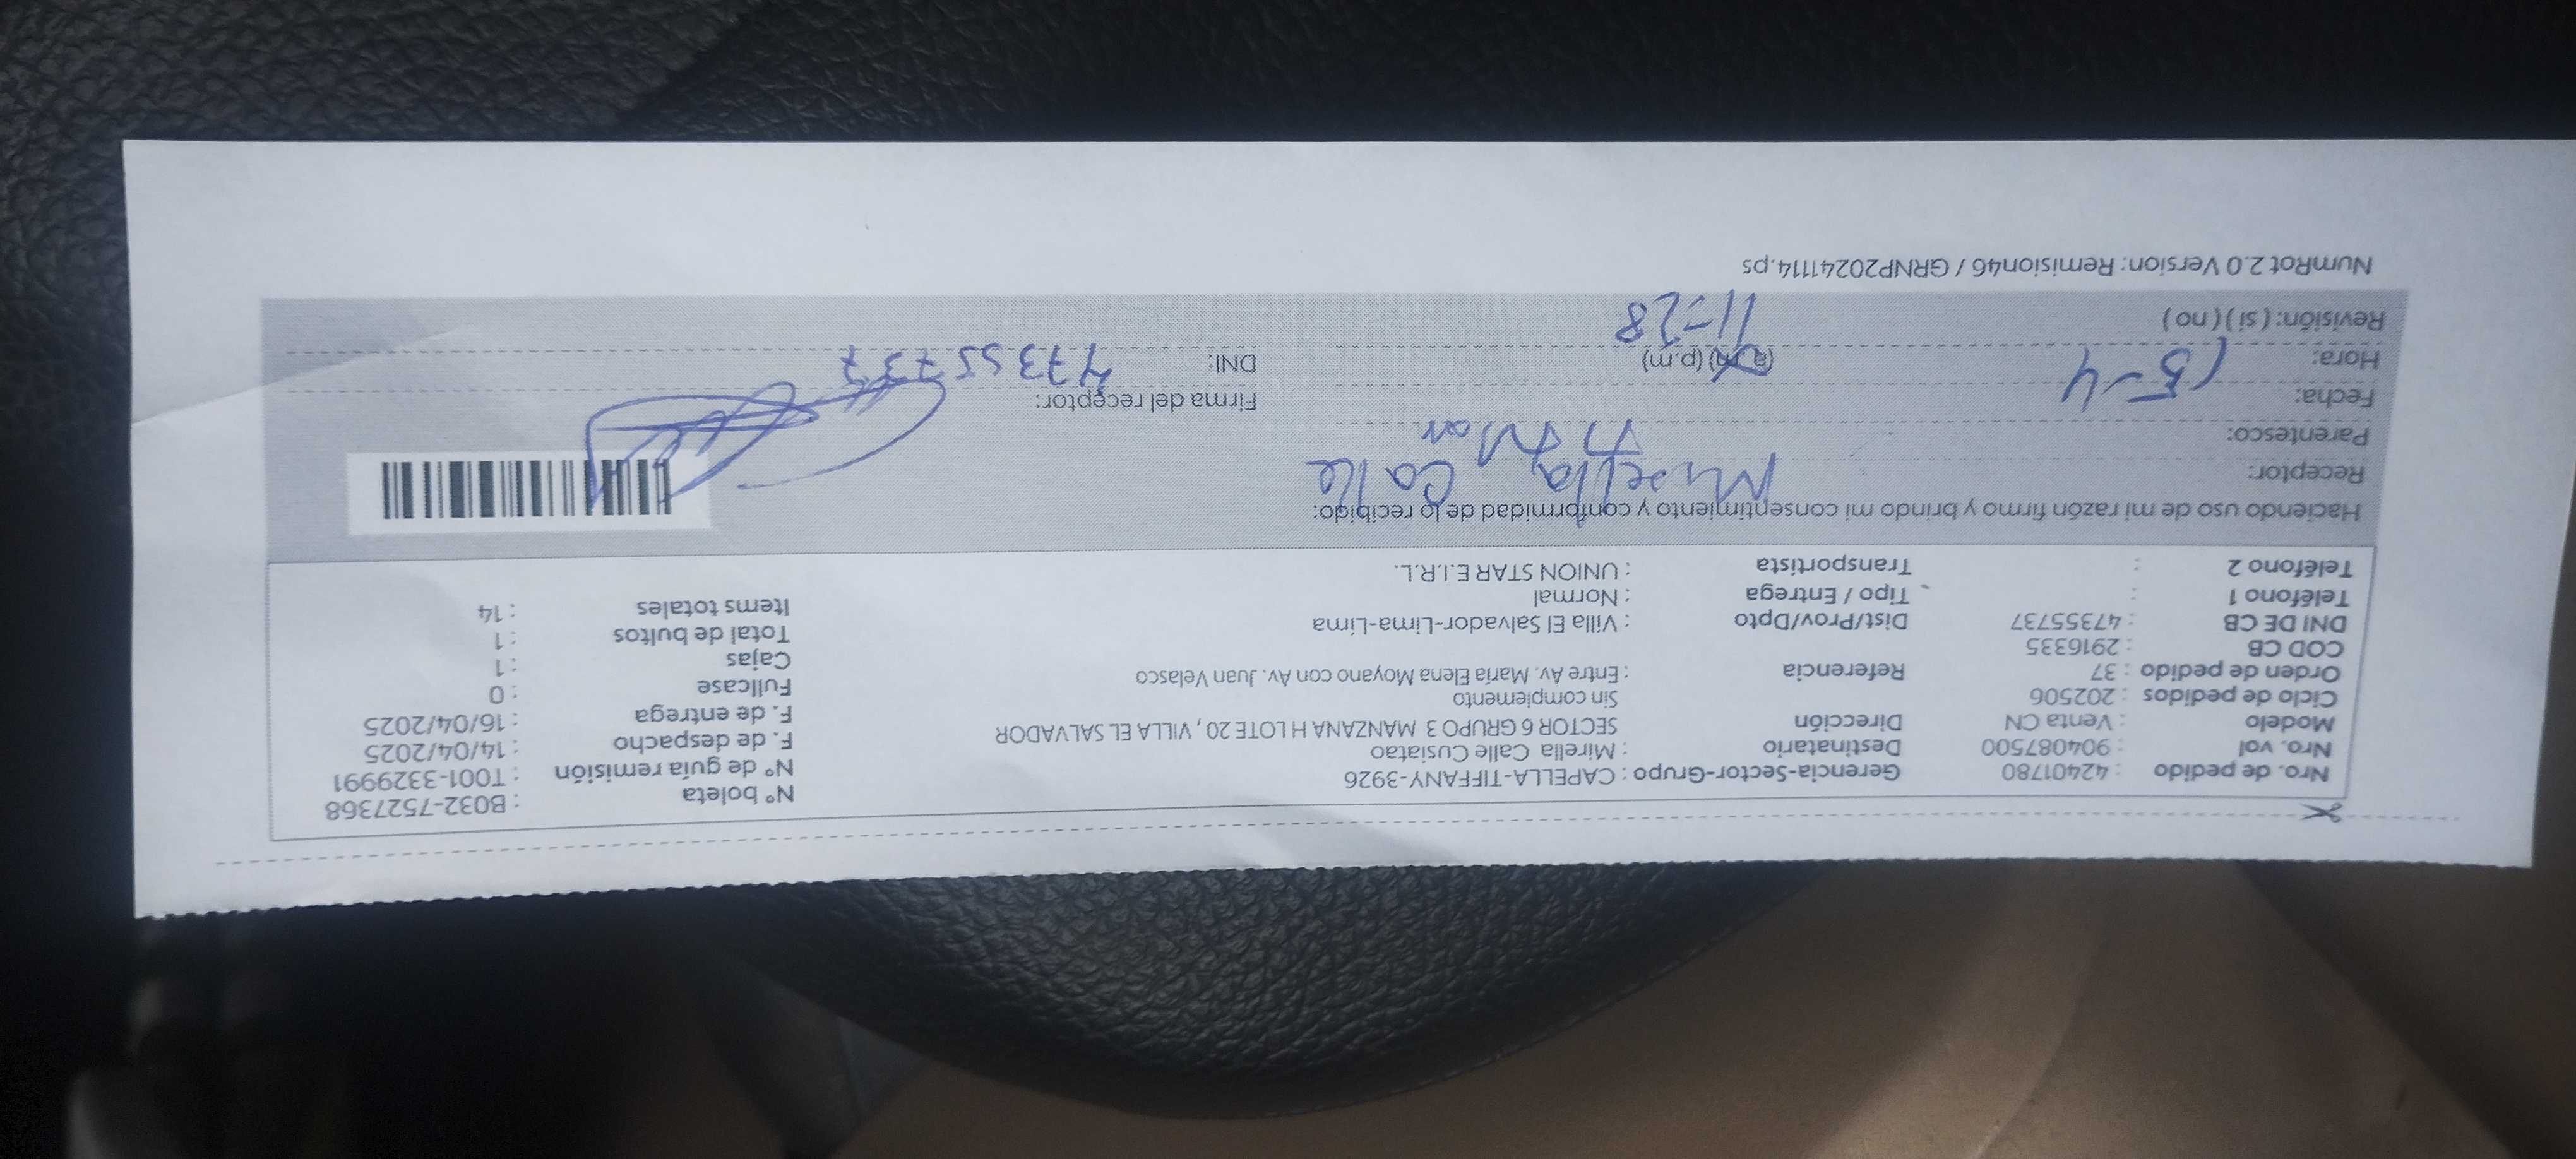 Nro. de pedido : 42401780 Gerencia-Sector-Grupo : CAPELLA-TIFFANY-3926 N° boleta : B032-7527368
Nro. vol : 904087500 Destinatario : Mirella Calle Cusiatao N° de guía remisión : T001-3329991
Modelo : Venta CN Dirección SECTOR 6 GRUPO 3 MANZANA H LOTE 20 , VILLA EL SALVADOR F. de despacho : 14/04/2025
Ciclo de pedidos : 202506 Sin complemento F. de entrega : 16/04/2025
Orden de pedido : 37 Referencia : Entre Av. María Elena Moyano con Av. Juan Velasco Fullcase : 0
COD CB : 2916335 Cajas : 1
DNI DE CB : 47355737 Dist/Prov/Dpto : Villa El Salvador-Lima-Lima Total de bultos : 1
Teléfono 1 : Tipo / Entrega : Normal Items totales : 14
Teléfono 2 : Transportista : UNION STAR E.I.R.L.
Haciendo uso de mi razón firmo y brindo mi consentimiento y conformidad de lo recibido:
Receptor: Mirella Calle
Parentesco: titular
Fecha: 15-4 Firma del receptor:
Hora: (a.m) (p.m) 11=28 DNI: 47355737
Revisión: ( si ) ( no )
NumRot 2.0 Version: Remision46 / GRNP20241114.ps